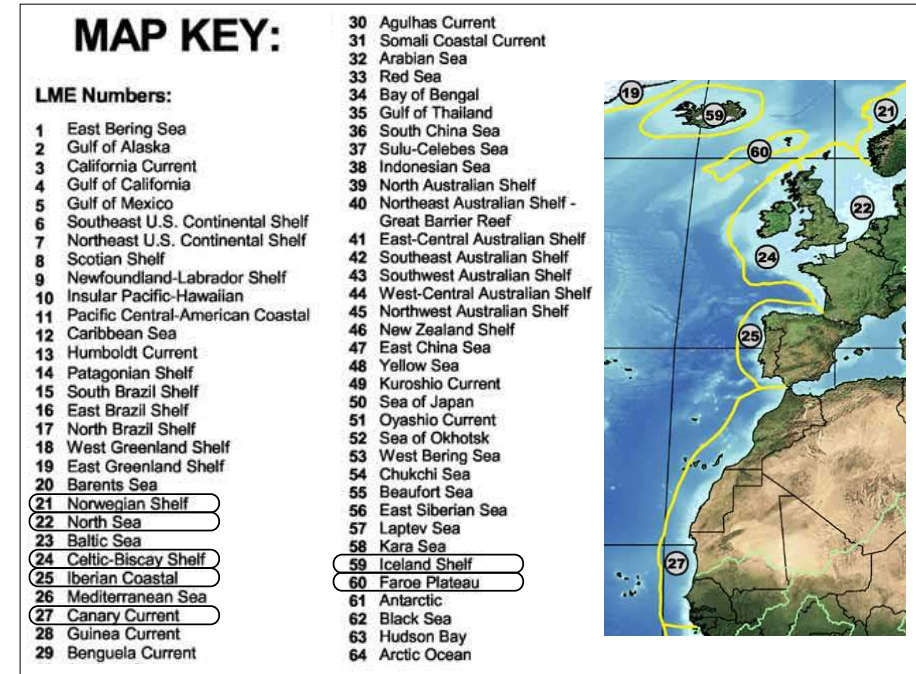 MAP KEY:
LME Numbers:
1 East Bering Sea
2 Gulf of Alaska
3 California Current
4 Gulf of California
5 Gulf of Mexico
6 Southeast U.S. Continental Shelf
7 Northeast U.S. Continental Shelf
8 Scotian Shelf
9 Newfoundland-Labrador Shelf
10 Insular Pacific-Hawaiian
11 Pacific Central-American Coastal
12 Caribbean Sea
13 Humboldt Current
14 Patagonian Shelf
15 South Brazil Shelf
16 East Brazil Shelf
17 North Brazil Shelf
18 West Greenland Shelf
19 East Greenland Shelf
20 Barents Sea
21 Norwegian Shelf
22 North Sea
23 Baltic Sea
24 Celtic-Biscay Shelf
25 Iberian Coastal
26 Mediterranean Sea
27 Canary Current
28 Guinea Current
29 Benguela Current
30 Agulhas Current
31 Somali Coastal Current
32 Arabian Sea
33 Red Sea
34 Bay of Bengal
35 Gulf of Thailand
36 South China Sea
37 Sulu-Celebes Sea
38 Indonesian Sea
39 North Australian Shelf
40 Northeast Australian Shelf -
Great Barrier Reef
41 East-Central Australian Shelf
42 Southeast Australian Shelf
43 Southwest Australian Shelf
44 West-Central Australian Shelf
45 Northwest Australian Shelf
46 New Zealand Shelf
47 East China Sea
48 Yellow Sea
49 Kuroshio Current
50 Sea of Japan
51 Oyashio Current
52 Sea of Okhotsk
53 West Bering Sea
54 Chukchi Sea
55 Beaufort Sea
56 East Siberian Sea
57 Laptev Sea
58 Kara Sea
59 Iceland Shelf
60 Faroe Plateau
61 Antarctic
62 Black Sea
63 Hudson Bay
64 Arctic Ocean
19
59
21
60
22
24
25
27